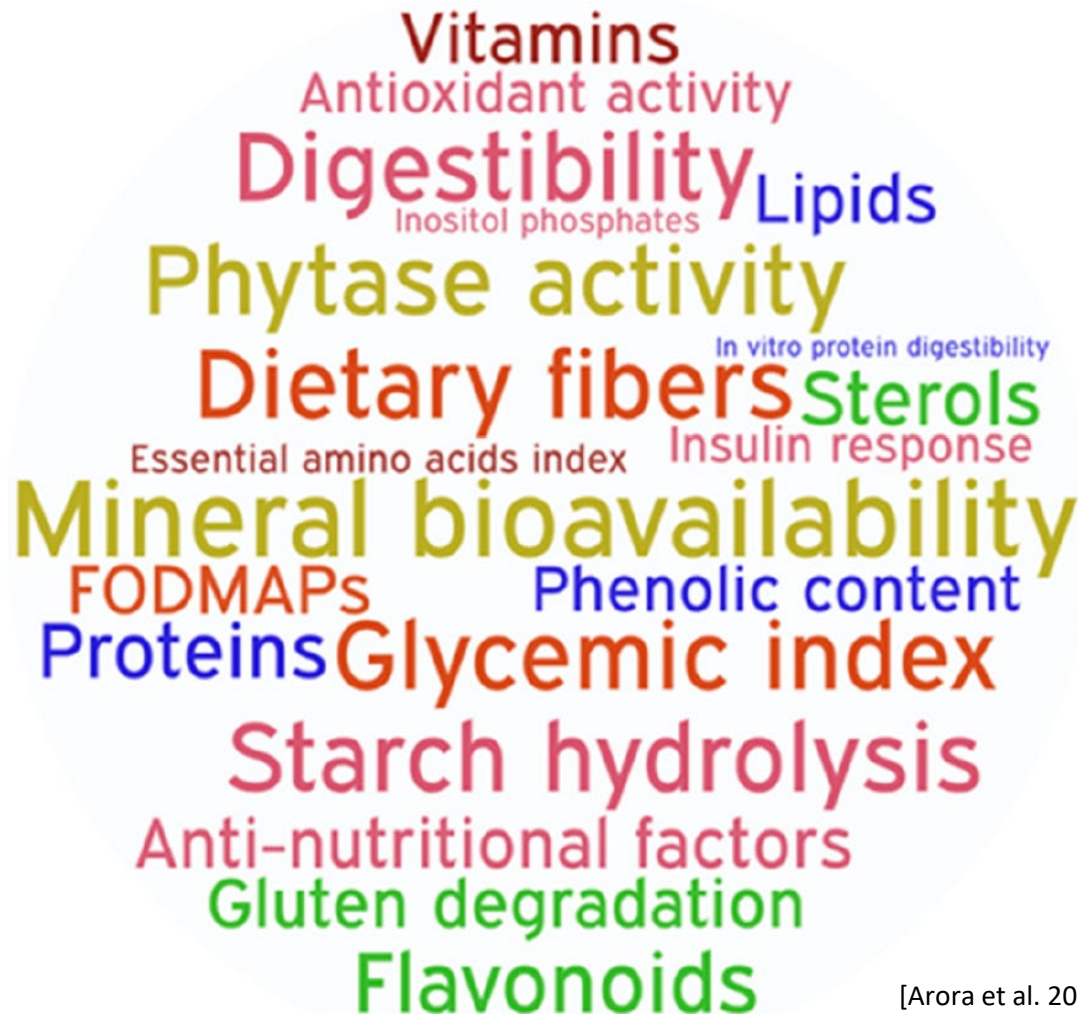 Vitamins
Antioxidant activity
Digestibility
Lipids
Inositol phosphates
Phytase activity
In vitro protein digestibility
Dietary fibers
Sterols
Insulin response
Essential amino acids index
Mineral bioavailability
FODMAPs
Phenolic content
Proteins
Glycemic index
Starch hydrolysis
Anti-nutritional factors
Gluten degradation
Flavonoids
[Arora et al. 20